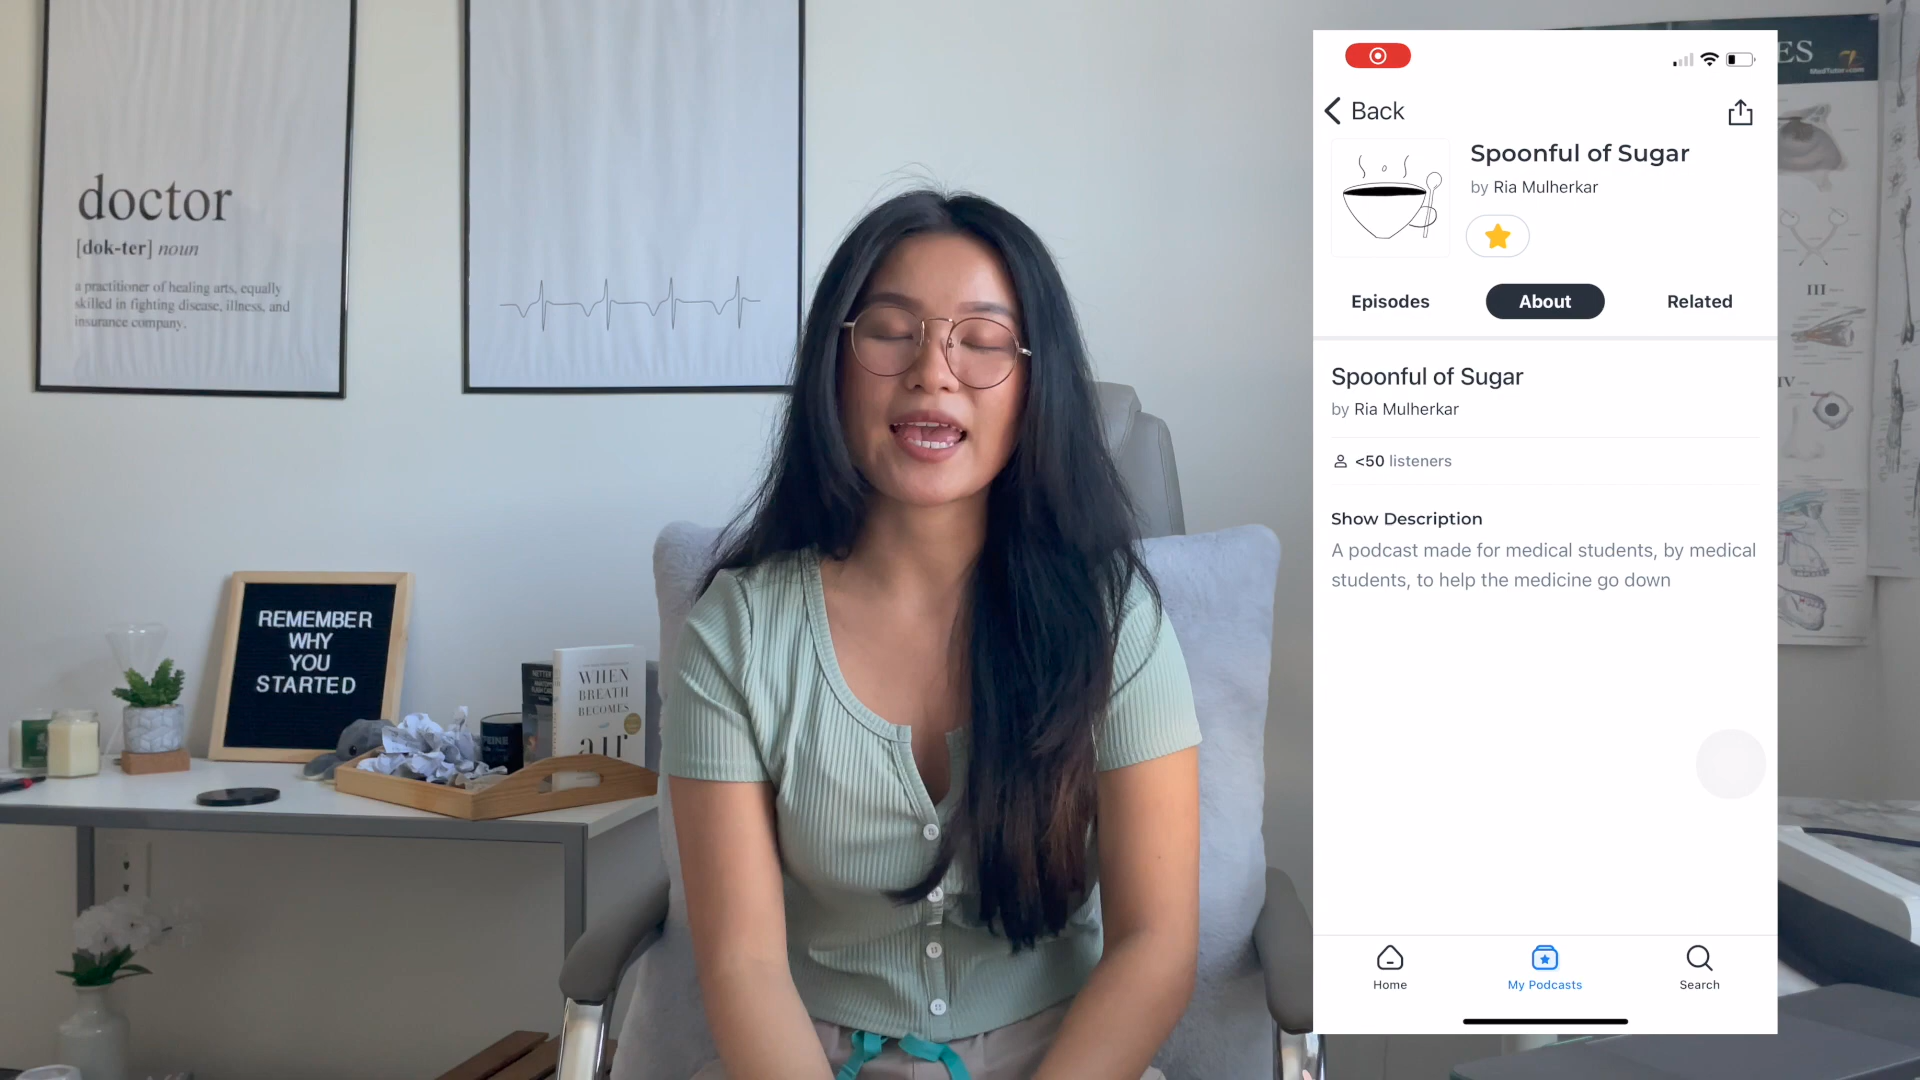 doctor
[dok-ter] noun
a practitioner of healing arts, equally
skilled in fighting disease, illness, and
insurance company.
REMEMBER
WHY
YOU
STARTED
WHEN
BREATH
BECOMES
air
Back
Spoonful of Sugar
by Ria Mulherkar
Episodes
About
Related
Spoonful of Sugar
by Ria Mulherkar
<50 listeners
Show Description
A podcast made for medical students, by medical
students, to help the medicine go down
Home
My Podcasts
Search
III
IV